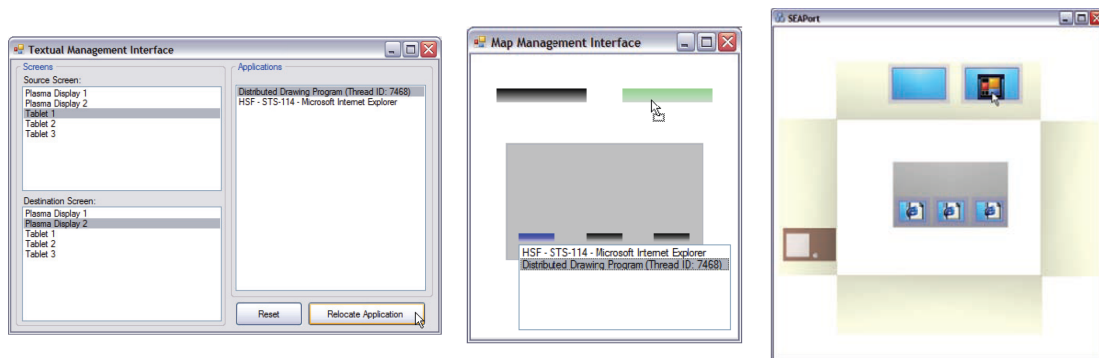 Textual Management Interface
Screens
Source Screen:
Plasma Display 1
Plasma Display 2
Tablet 1
Tablet 2
Tablet 3
Destination Screen:
Plasma Display 1
Plasma Display 2
Tablet 1
Tablet 2
Tablet 3
Applications
Distributed Drawing Program (Thread ID: 7468)
HSF - STS-114 - Microsoft Internet Explorer
Reset
Relocate Application
Map Management Interface
HSF - STS-114 - Microsoft Internet Explorer
Distributed Drawing Program (Thread ID: 7468)
SEAPort